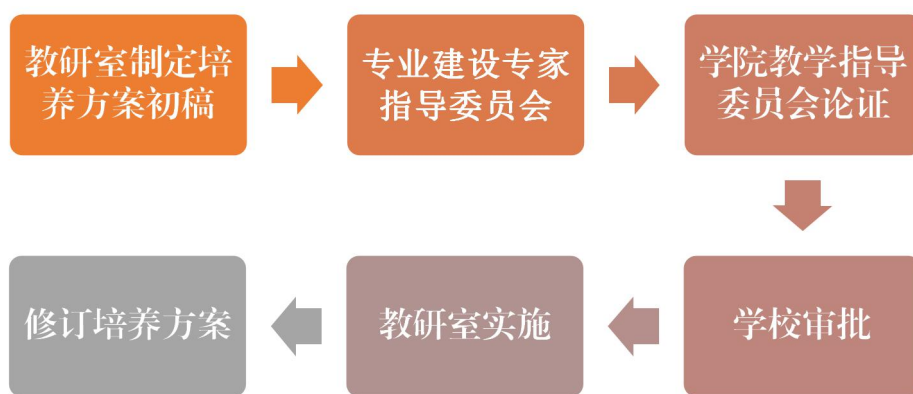 教研室制定培
养方案初稿
专业建设专家
指导委员会
学院教学指导
委员会论证
学校审批
教研室实施
修订培养方案